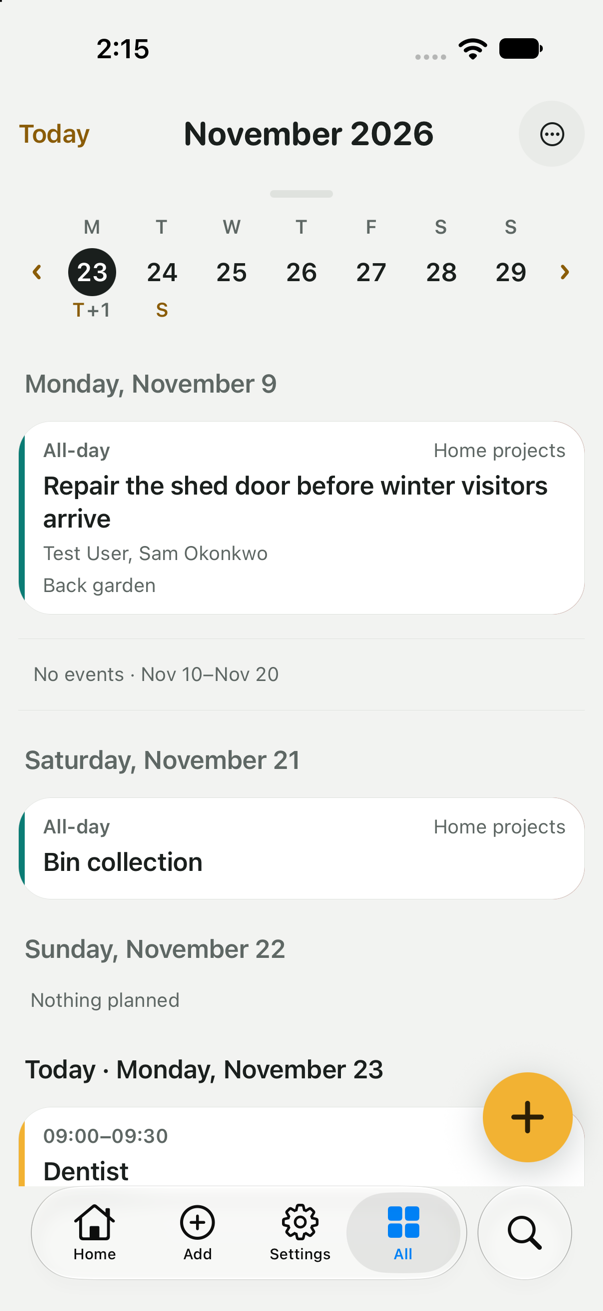 2:15
Today
November 2026
M T W T F S S
23 24 25 26 27 28 29
T+1 S
Monday, November 9
All-day Home projects
Repair the shed door before winter visitors
arrive
Test User, Sam Okonkwo
Back garden
No events · Nov 10–Nov 20
Saturday, November 21
All-day Home projects
Bin collection
Sunday, November 22
Nothing planned
Today · Monday, November 23
09:00–09:30
Dentist
Home Add Settings All